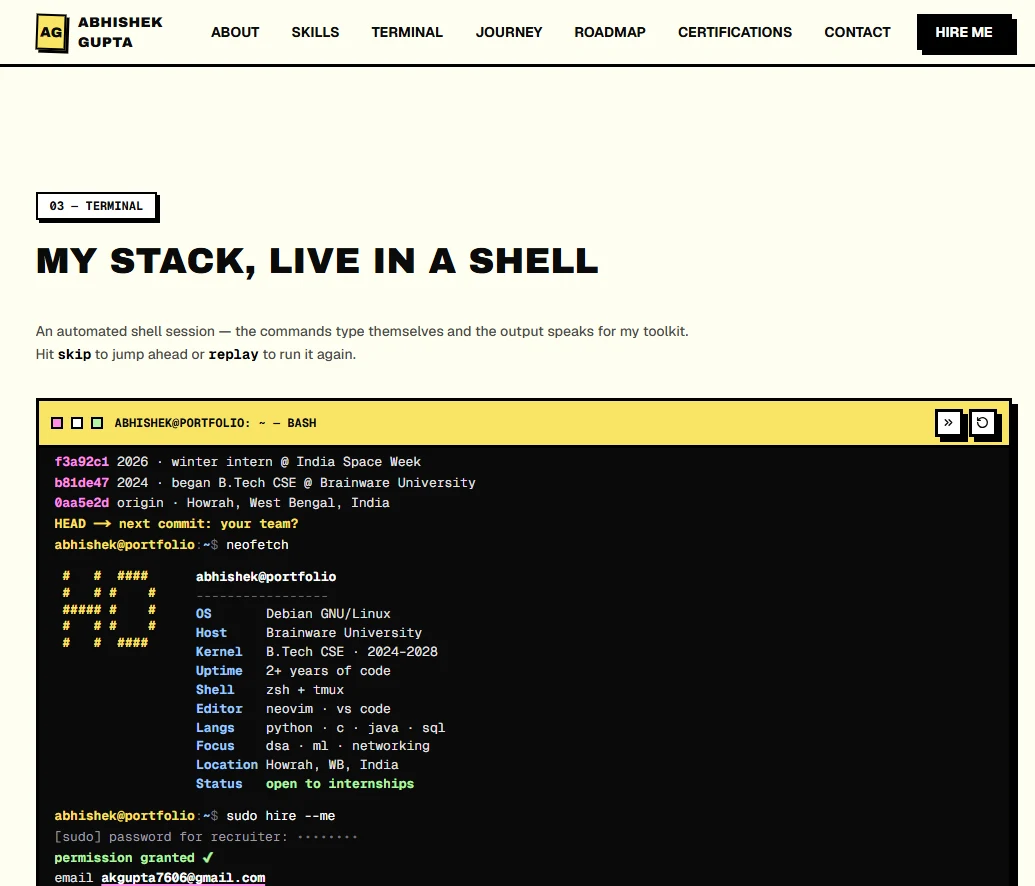 AG
ABHISHEK
GUPTA
ABOUT
SKILLS
TERMINAL
JOURNEY
ROADMAP
CERTIFICATIONS
CONTACT
HIRE ME
03 — TERMINAL
MY STACK, LIVE IN A SHELL
An automated shell session — the commands type themselves and the output speaks for my toolkit.
Hit skip to jump ahead or replay to run it again.
ABHISHEK@PORTFOLIO: ~ — BASH
f3a92c1 2026 · winter intern @ India Space Week
b81de47 2024 · began B.Tech CSE @ Brainware University
0aa5e2d origin · Howrah, West Bengal, India
HEAD → next commit: your team?
abhishek@portfolio:~$ neofetch
#   #  ####
#   # #    #
##### #    #
#   # #    #
#   #  ####
abhishek@portfolio
-----------------
OS Debian GNU/Linux
Host Brainware University
Kernel B.Tech CSE · 2024-2028
Uptime 2+ years of code
Shell zsh + tmux
Editor neovim · vs code
Langs python · c · java · sql
Focus dsa · ml · networking
Location Howrah, WB, India
Status open to internships
abhishek@portfolio:~$ sudo hire --me
[sudo] password for recruiter: ••••••••
permission granted ✔
email akgupta7606@gmail.com